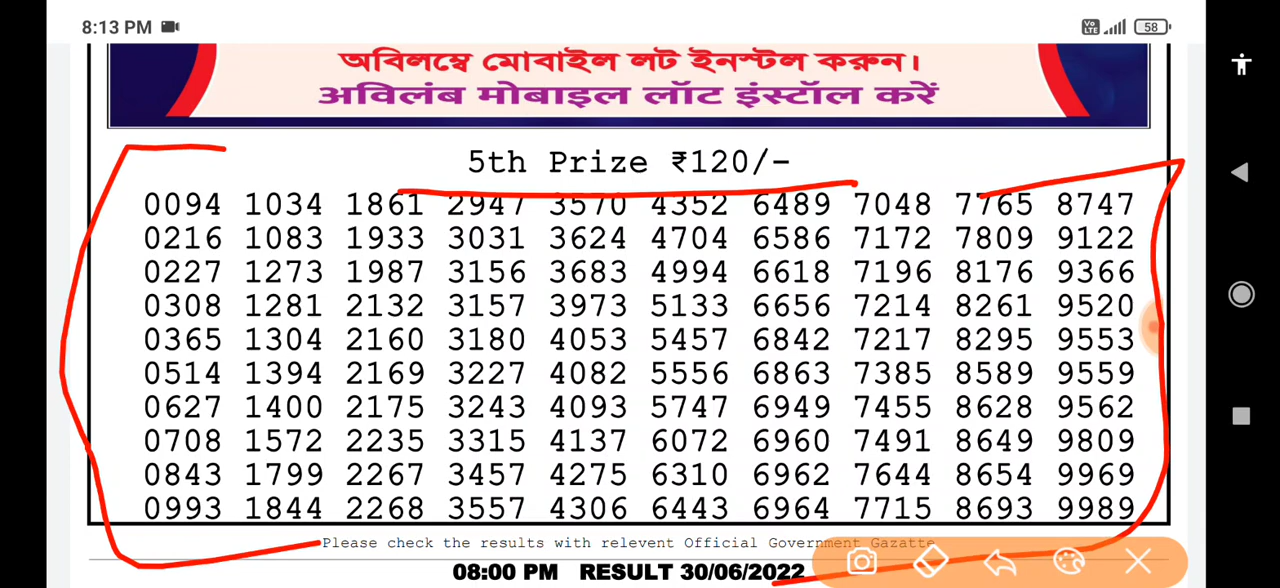 8:13 PM
Vo LTE 58
অবিলম্বে মোবাইল লট ইনস্টল করুন।
अविलंब मोबाइल लॉट इंस्टॉल करें
5th Prize ₹120/-
0094 1034 1861 2947 3570 4352 6489 7048 7765 8747
0216 1083 1933 3031 3624 4704 6586 7172 7809 9122
0227 1273 1987 3156 3683 4994 6618 7196 8176 9366
0308 1281 2132 3157 3973 5133 6656 7214 8261 9520
0365 1304 2160 3180 4053 5457 6842 7217 8295 9553
0514 1394 2169 3227 4082 5556 6863 7385 8589 9559
0627 1400 2175 3243 4093 5747 6949 7455 8628 9562
0708 1572 2235 3315 4137 6072 6960 7491 8649 9809
0843 1799 2267 3457 4275 6310 6962 7644 8654 9969
0993 1844 2268 3557 4306 6443 6964 7715 8693 9989
Please check the results with relevent Official Government Gazatte
08:00 PM RESULT 30/06/2022